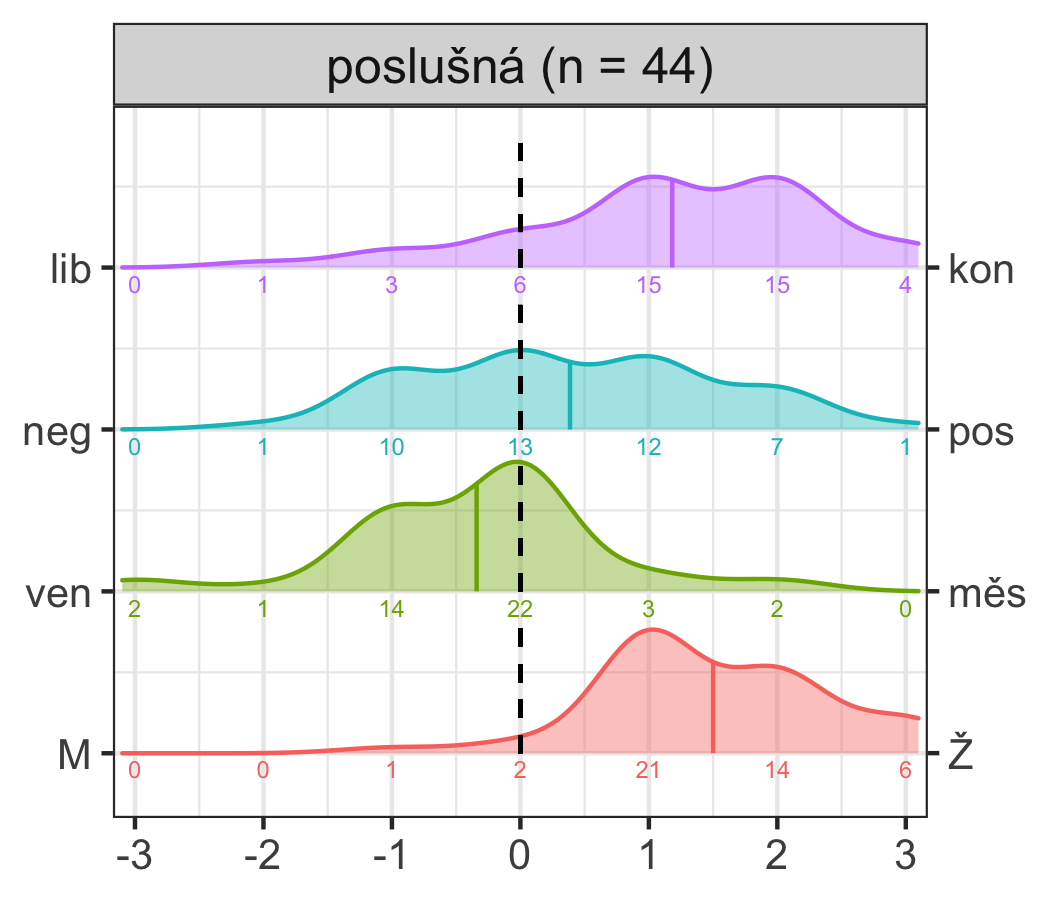 poslušná (n = 44)
lib kon
0 1 3 6 15 15 4
neg pos
0 1 10 13 12 7 1
ven měs
2 1 14 22 3 2 0
M Ž
0 0 1 2 21 14 6
-3 -2 -1 0 1 2 3